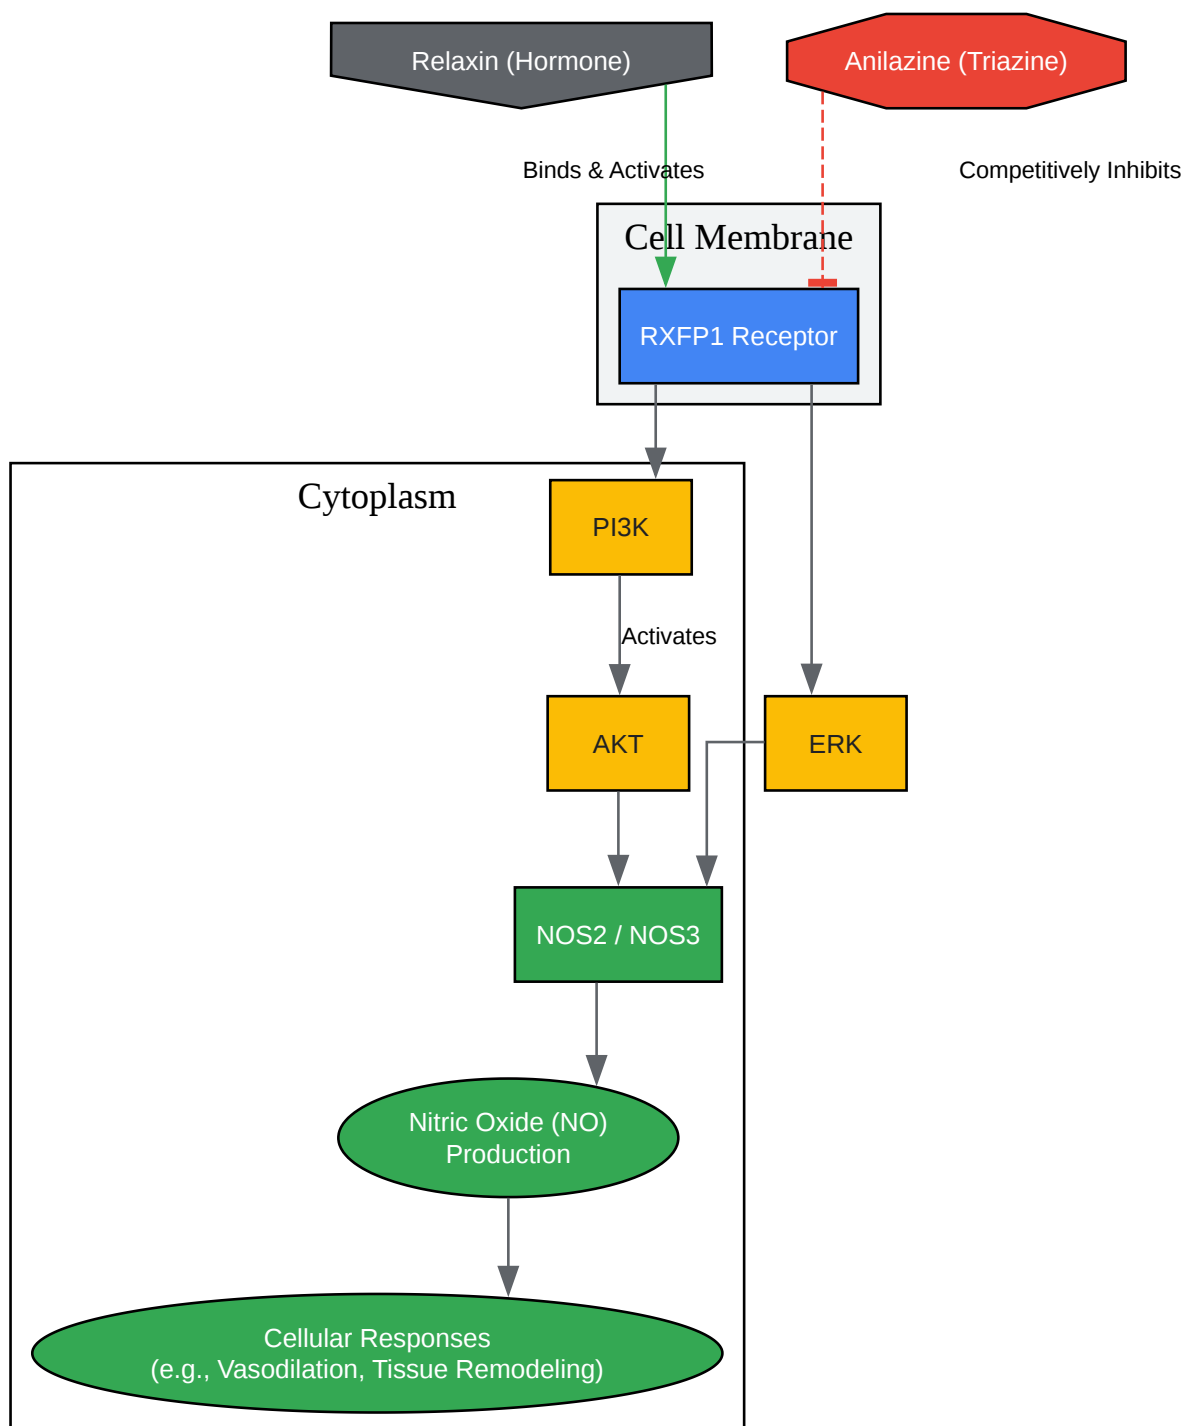 Relaxin (Hormone)
Anilazine (Triazine)
Binds & Activates
Competitively Inhibits
Cell Membrane
RXFP1 Receptor
Cytoplasm
PI3K
Activates
AKT
ERK
NOS2 / NOS3
Nitric Oxide (NO)
Production
Cellular Responses
(e.g., Vasodilation, Tissue Remodeling)